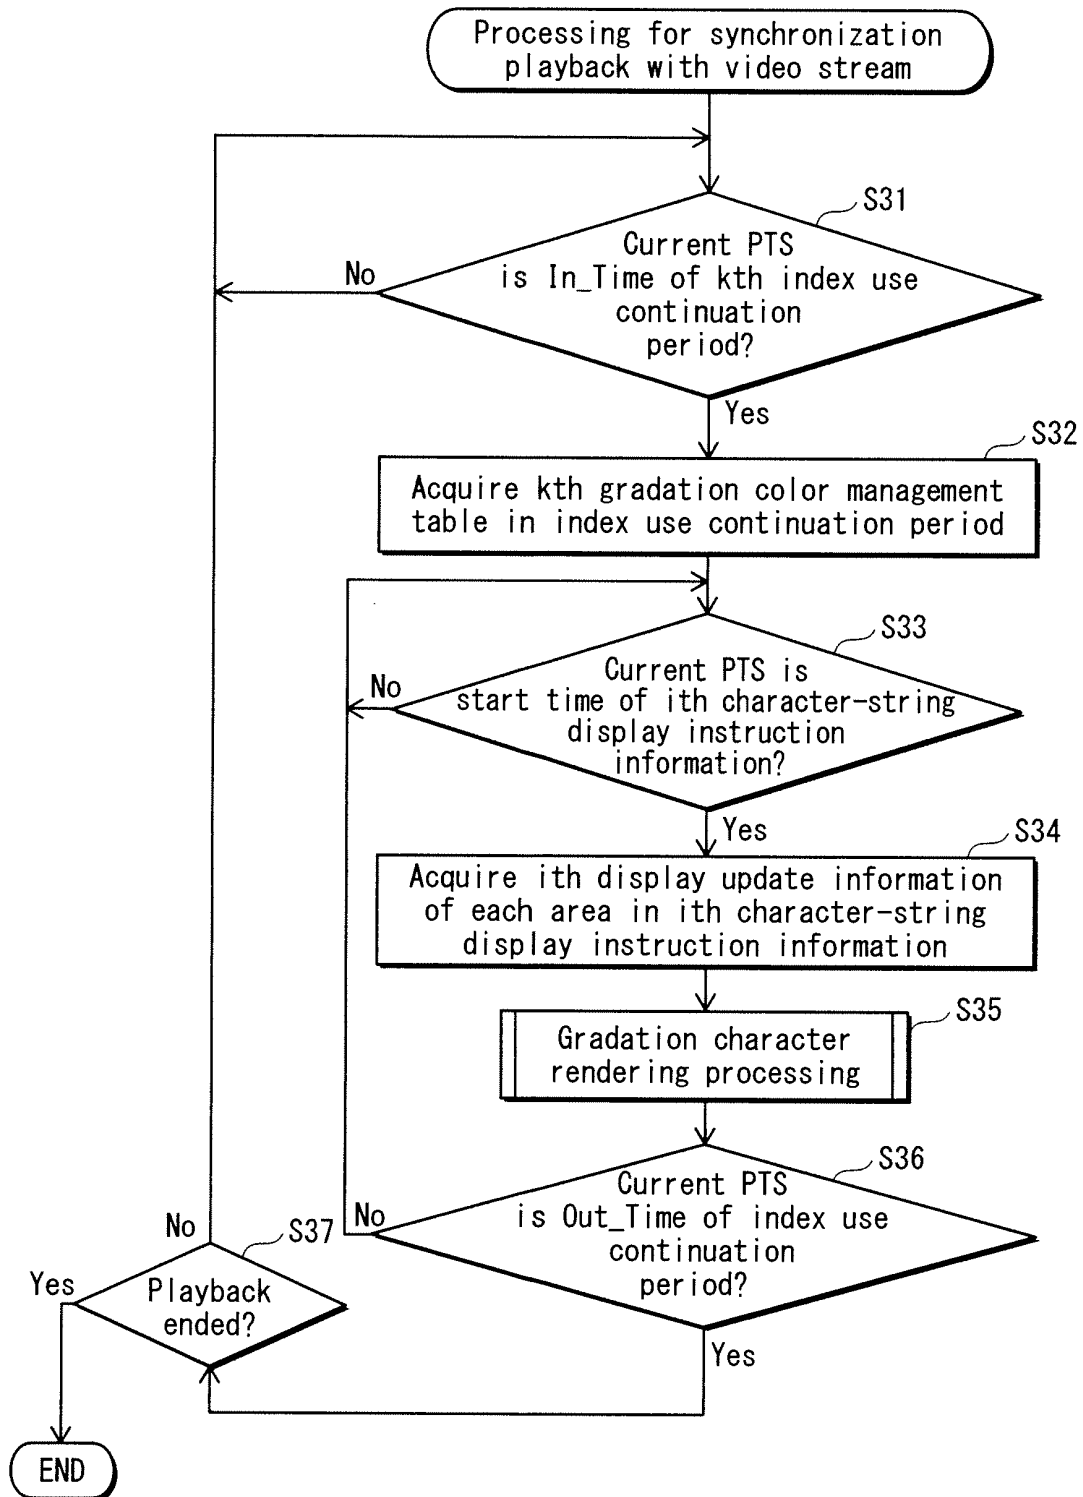 Processing for synchronization
playback with video stream
S31
Current PTS
is In_Time of kth index use
continuation
period?
No
Yes
S32
Acquire kth gradation color management
table in index use continuation period
S33
Current PTS is
start time of ith character-string
display instruction
information?
No
Yes
S34
Acquire ith display update information
of each area in ith character-string
display instruction information
S35
Gradation character
rendering processing
S36
Current PTS
is Out_Time of index use
continuation
period?
No
Yes
No
S37
Yes
Playback
ended?
END